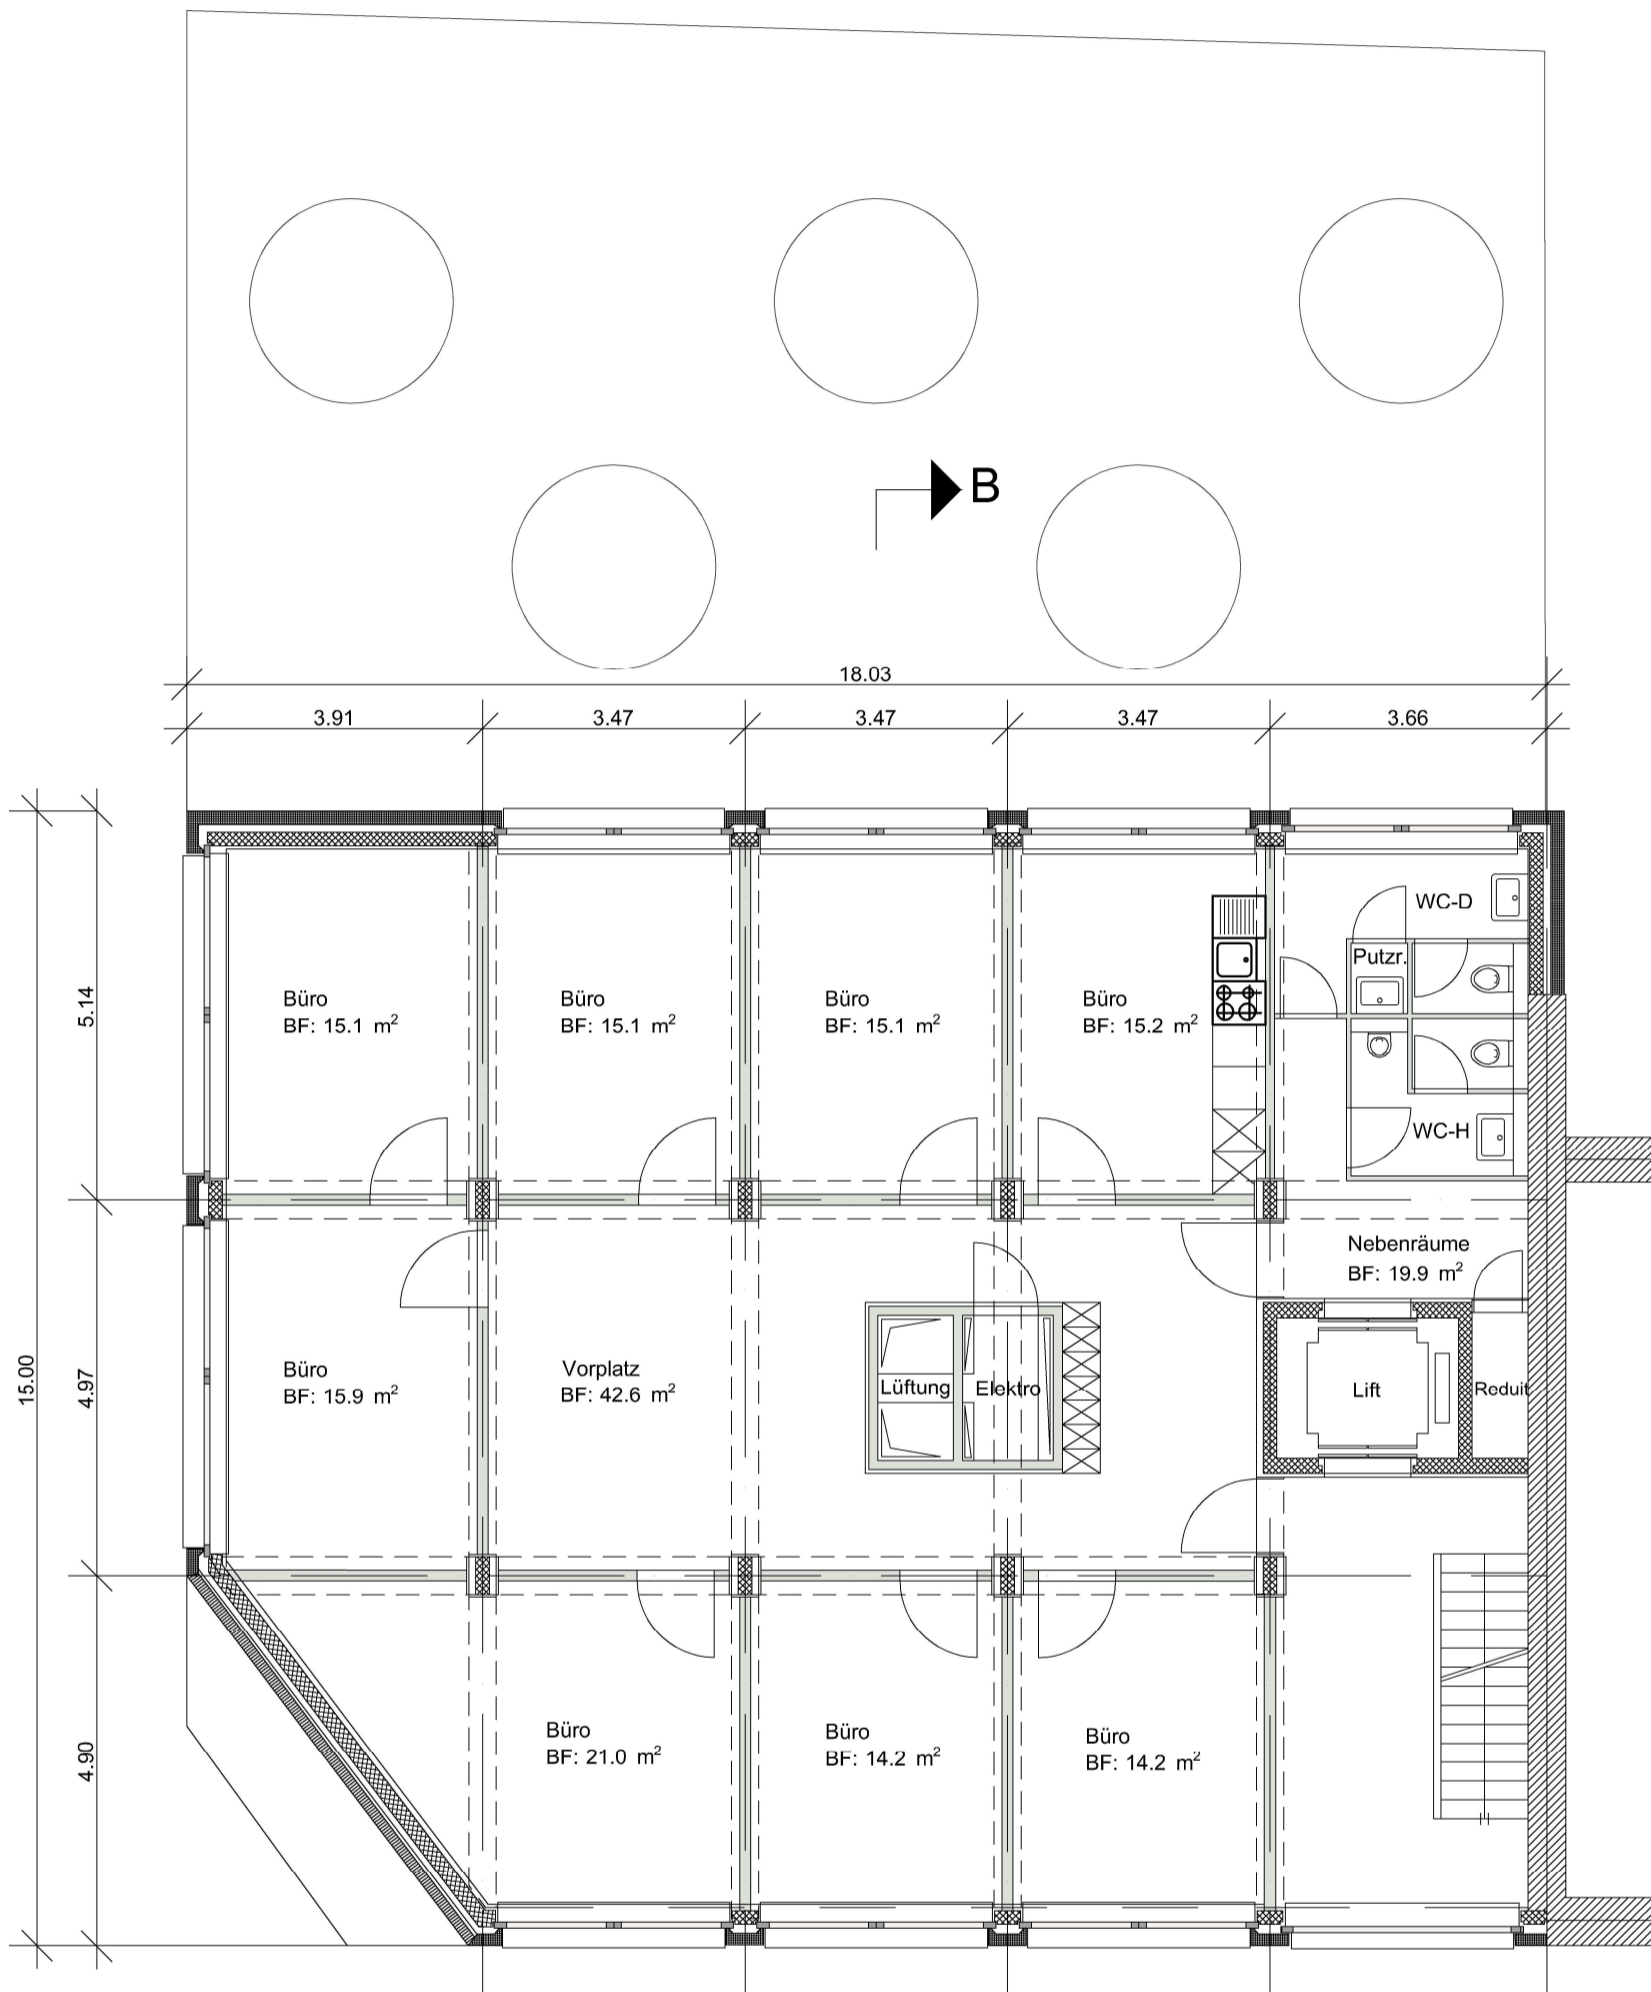 B
18.03
3.91
3.47
3.47
3.47
3.66
15.00
5.14
4.97
4.90
WC-D
Putzr.
Büro
BF: 15.1 m²
Büro
BF: 15.1 m²
Büro
BF: 15.1 m²
Büro
BF: 15.2 m²
WC-H
Nebenräume
BF: 19.9 m²
Büro
BF: 15.9 m²
Vorplatz
BF: 42.6 m²
Lüftung
Elektro
Lift
Reduit
Büro
BF: 21.0 m²
Büro
BF: 14.2 m²
Büro
BF: 14.2 m²